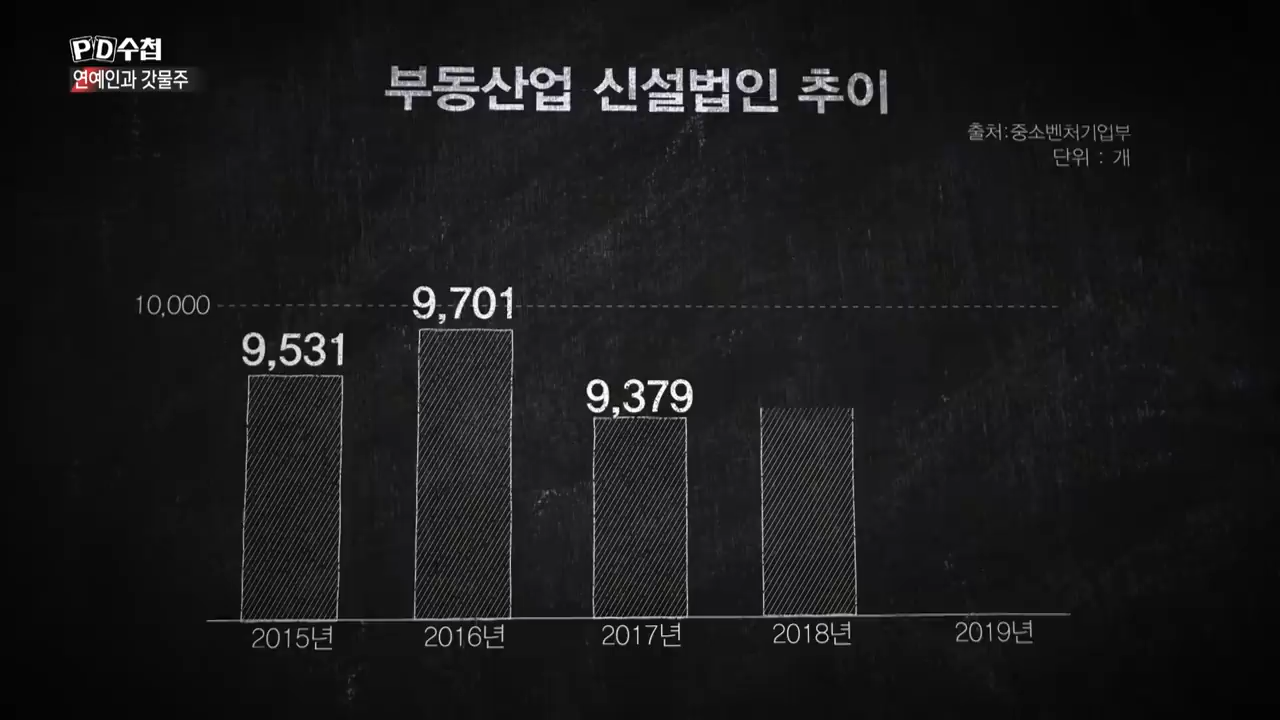 PD수첩
연예인과 갓물주
부동산업 신설법인 추이
출처:중소벤처기업부
단위 : 개
10,000
9,531
9,701
9,379
2015년
2016년
2017년
2018년
2019년